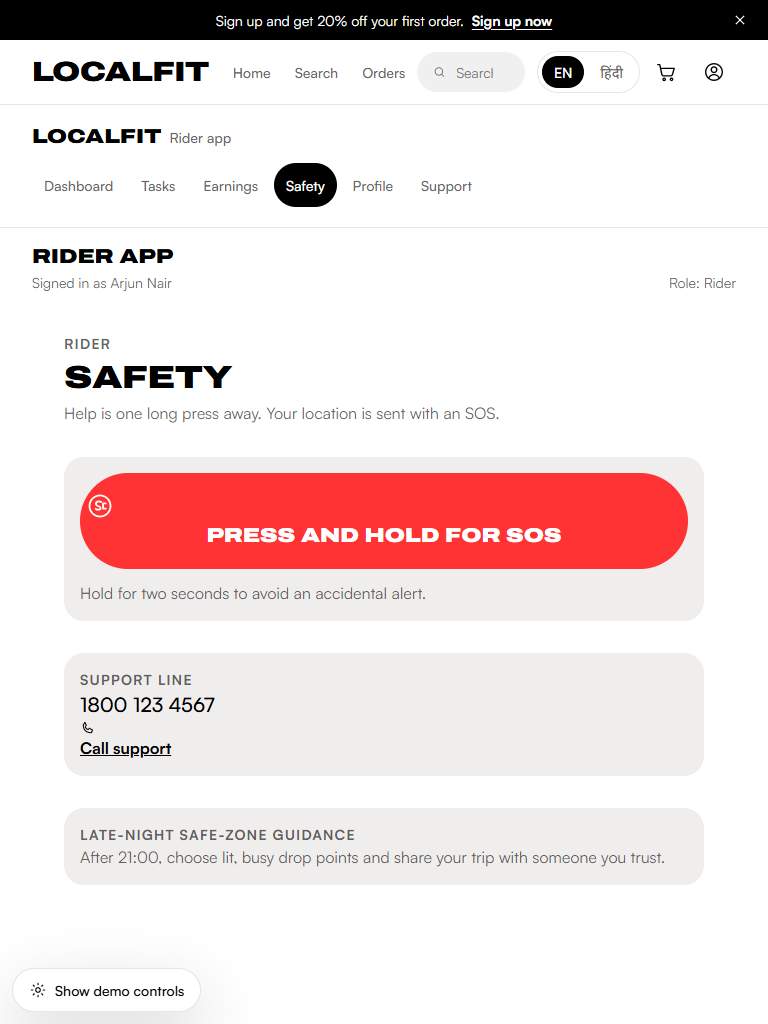 Sign up and get 20% off your first order. Sign up now
LOCALFIT Home Search Orders Search EN हिंदी
LOCALFIT Rider app
Dashboard Tasks Earnings Safety Profile Support
RIDER APP
Signed in as Arjun Nair Role: Rider
RIDER
SAFETY
Help is one long press away. Your location is sent with an SOS.
PRESS AND HOLD FOR SOS
Hold for two seconds to avoid an accidental alert.
SUPPORT LINE
1800 123 4567
Call support
LATE-NIGHT SAFE-ZONE GUIDANCE
After 21:00, choose lit, busy drop points and share your trip with someone you trust.
Show demo controls